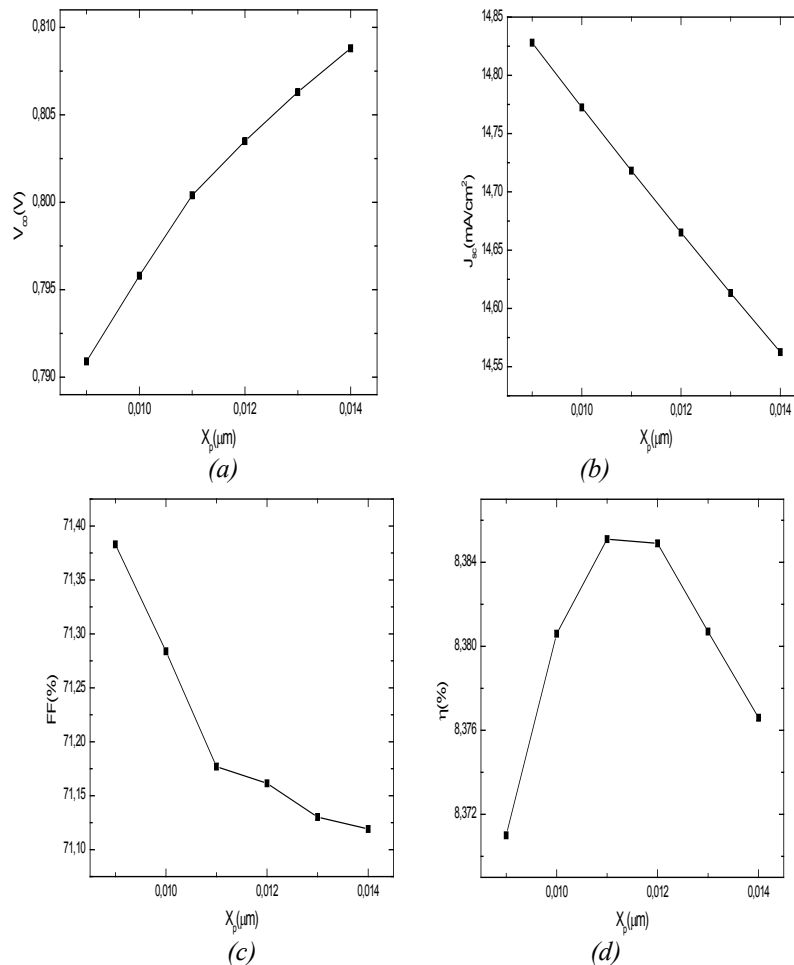 0,810
0,805
0,800
0,795
0,790
V_co(V)
0,010 0,012 0,014
X_p(μm)
(a)
14,85
14,80
14,75
14,70
14,65
14,60
14,55
J_sc(mA/cm²)
0,010 0,012 0,014
X_p(μm)
(b)
71,40
71,35
71,30
71,25
71,20
71,15
71,10
FF(%)
0,010 0,012 0,014
X_p(μm)
(c)
8,384
8,380
8,376
8,372
η(%)
0,010 0,012 0,014
X_p(μm)
(d)